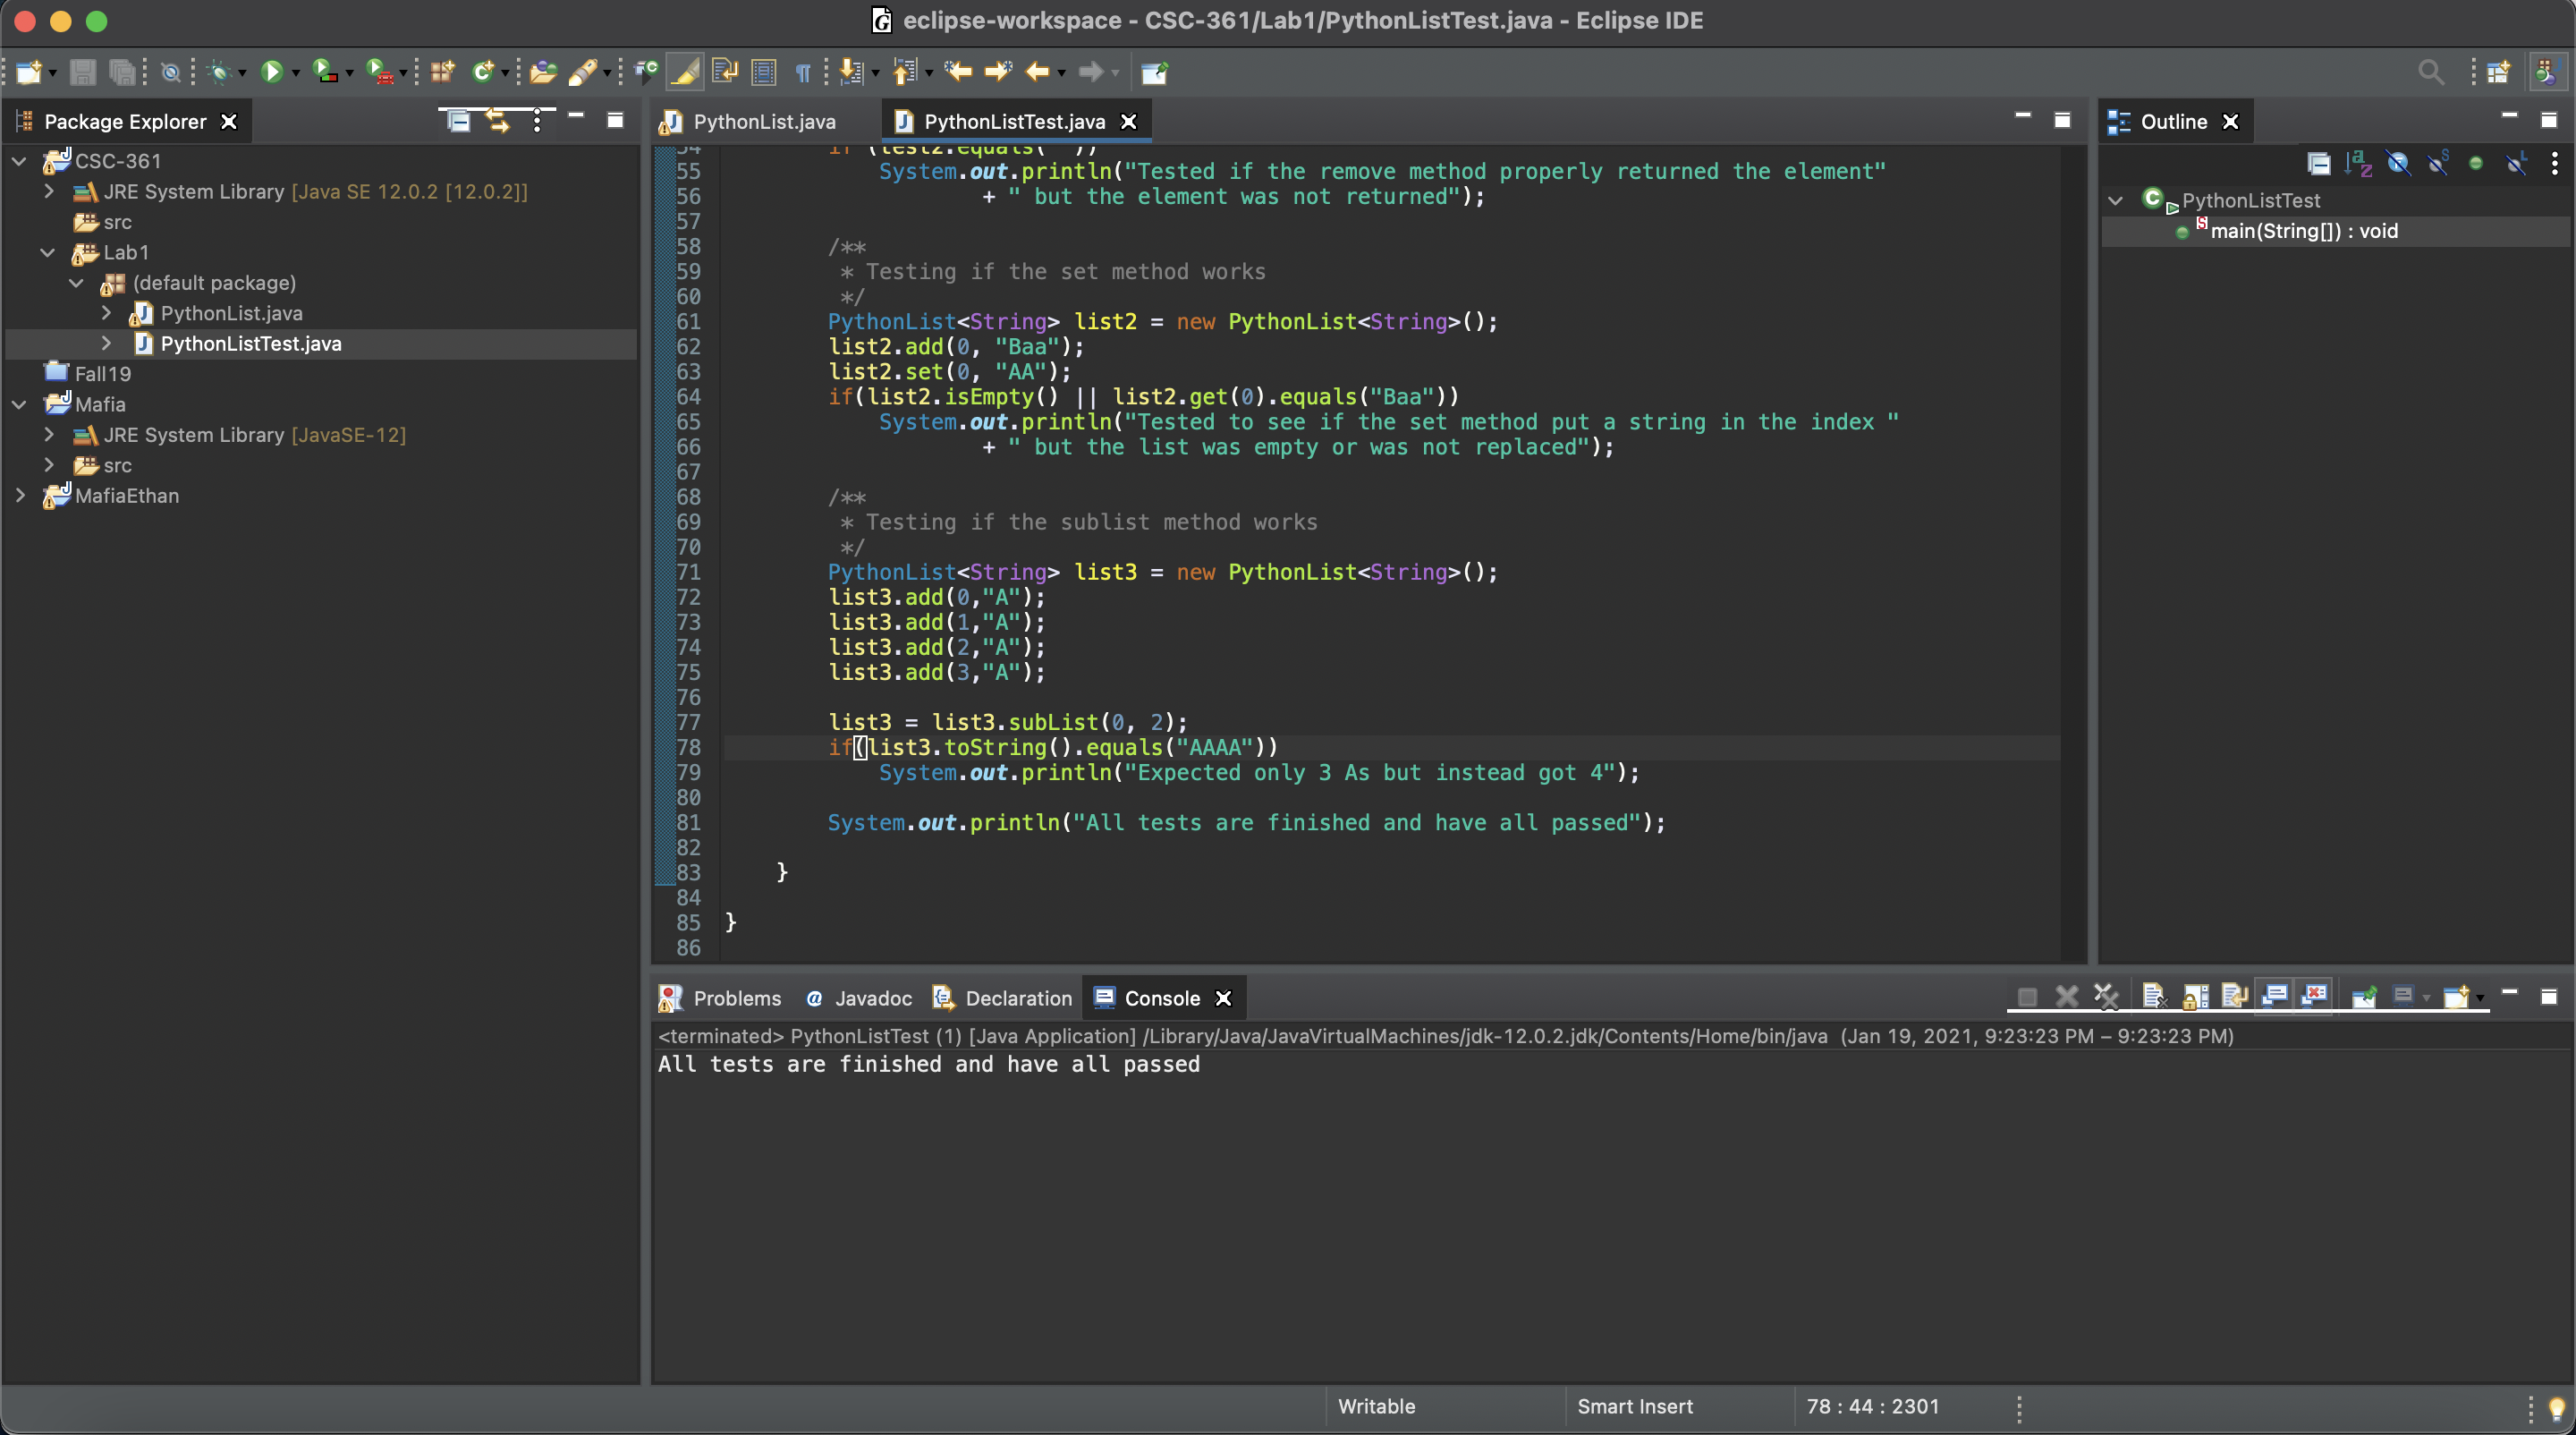 eclipse-workspace - CSC-361/Lab1/PythonListTest.java - Eclipse IDE
Package Explorer
CSC-361
JRE System Library [Java SE 12.0.2 [12.0.2]]
src
Lab1
(default package)
PythonList.java
PythonListTest.java
Fall19
Mafia
JRE System Library [JavaSE-12]
src
MafiaEthan
PythonList.java
PythonListTest.java
54 if (test2.equals(""))
55 System.out.println("Tested if the remove method properly returned the element"
56 + " but the element was not returned");
57
58 /**
59 * Testing if the set method works
60 */
61 PythonList<String> list2 = new PythonList<String>();
62 list2.add(0, "Baa");
63 list2.set(0, "AA");
64 if(list2.isEmpty() || list2.get(0).equals("Baa"))
65 System.out.println("Tested to see if the set method put a string in the index "
66 + " but the list was empty or was not replaced");
67
68 /**
69 * Testing if the sublist method works
70 */
71 PythonList<String> list3 = new PythonList<String>();
72 list3.add(0,"A");
73 list3.add(1,"A");
74 list3.add(2,"A");
75 list3.add(3,"A");
76
77 list3 = list3.subList(0, 2);
78 if(list3.toString().equals("AAAA"))
79 System.out.println("Expected only 3 As but instead got 4");
80
81 System.out.println("All tests are finished and have all passed");
82
83 }
84
85 }
86
Outline
PythonListTest
main(String[]) : void
Problems
Javadoc
Declaration
Console
<terminated> PythonListTest (1) [Java Application] /Library/Java/JavaVirtualMachines/jdk-12.0.2.jdk/Contents/Home/bin/java (Jan 19, 2021, 9:23:23 PM – 9:23:23 PM)
All tests are finished and have all passed
Writable
Smart Insert
78 : 44 : 2301